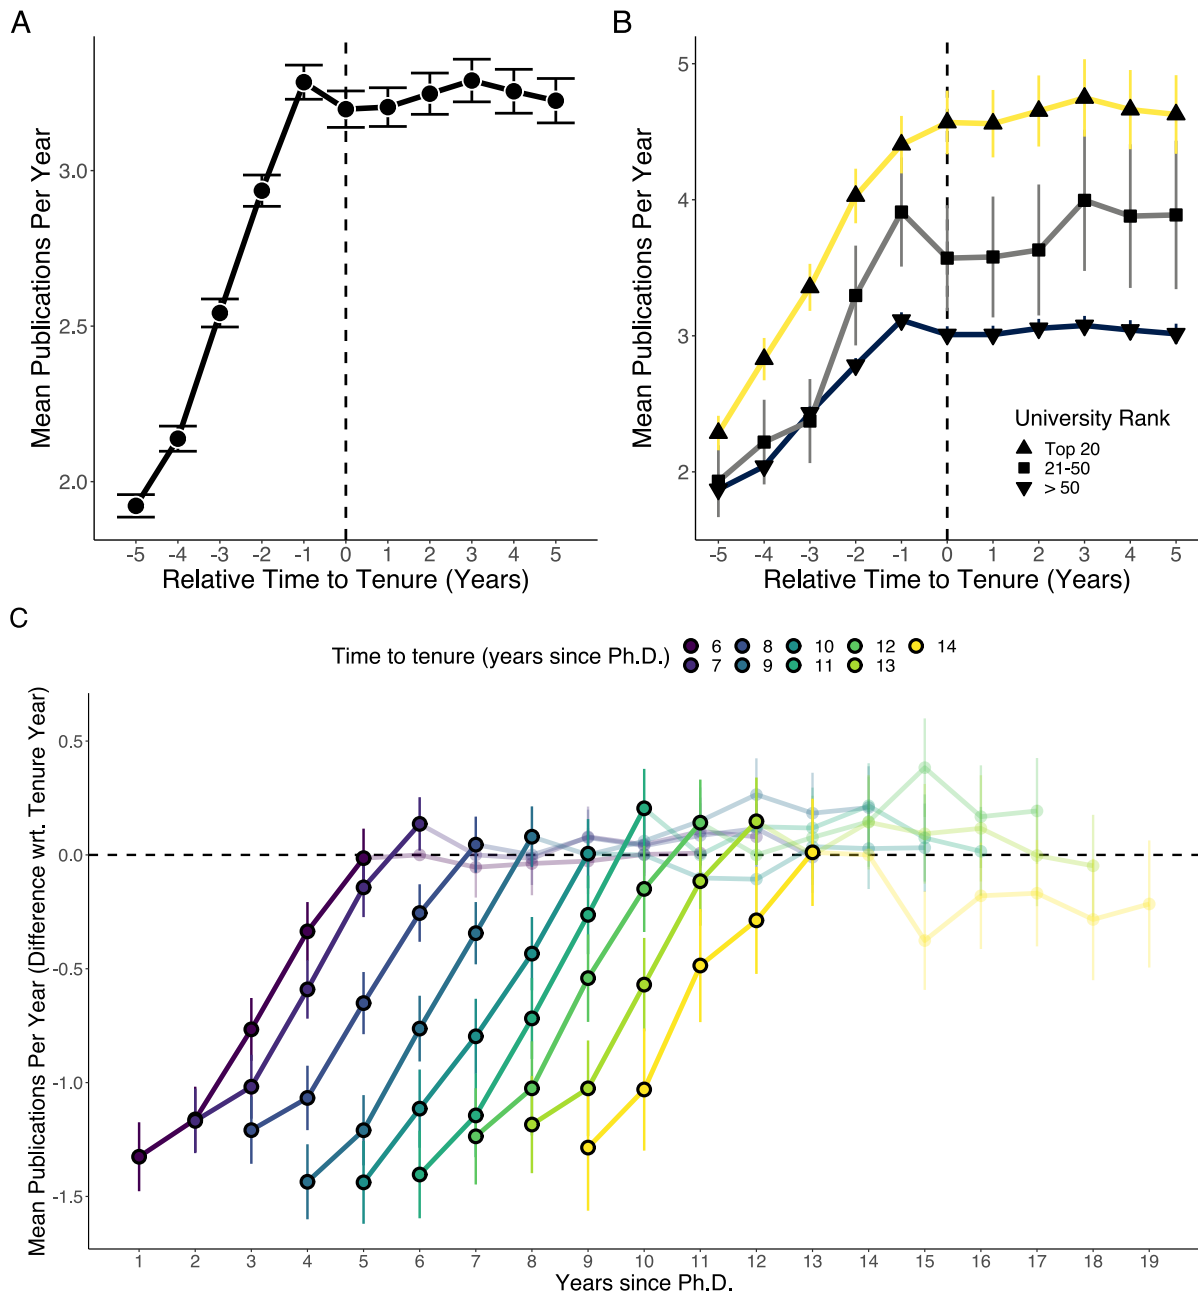 A
Mean Publications Per Year
3.0
2.5
2.0
-5 -4 -3 -2 -1 0 1 2 3 4 5
Relative Time to Tenure (Years)
B
Mean Publications Per Year
5
4
3
2
University Rank
Top 20
21-50
> 50
-5 -4 -3 -2 -1 0 1 2 3 4 5
Relative Time to Tenure (Years)
C
Time to tenure (years since Ph.D.)
6 8 10 12 14
7 9 11 13
Mean Publications Per Year (Difference wrt. Tenure Year)
0.5
0.0
-0.5
-1.0
-1.5
1 2 3 4 5 6 7 8 9 10 11 12 13 14 15 16 17 18 19
Years since Ph.D.